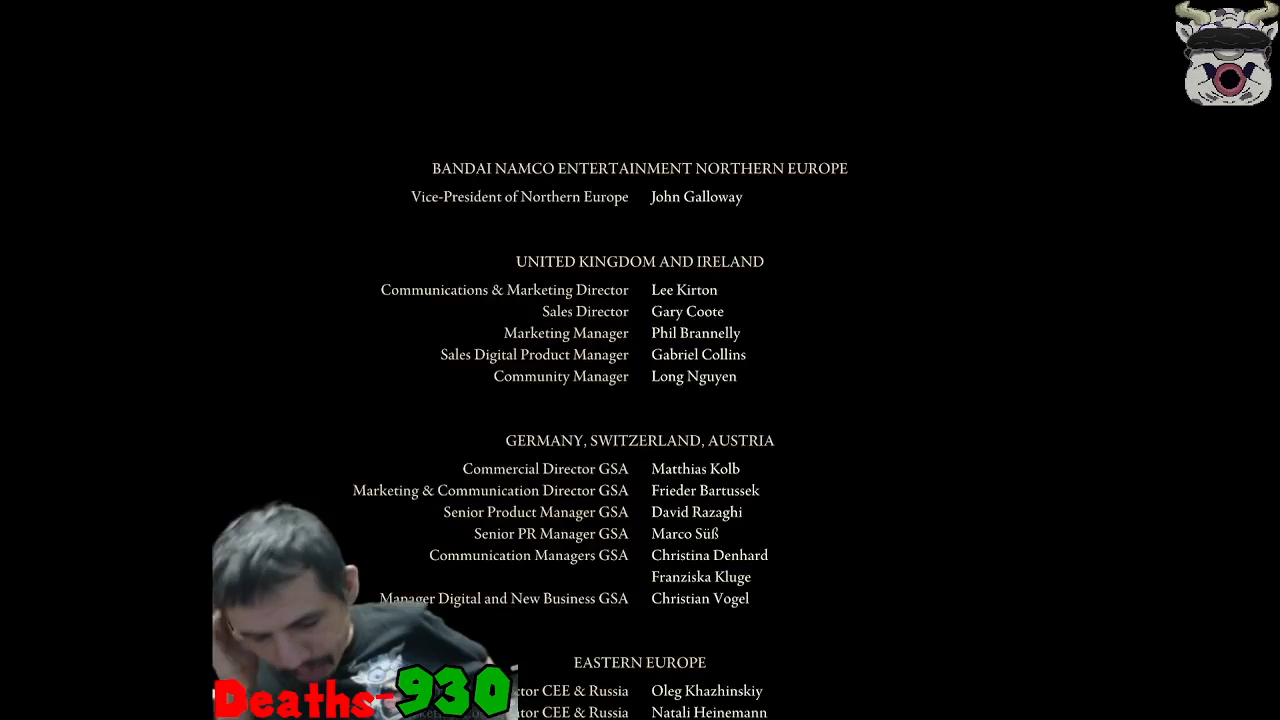 BANDAI NAMCO ENTERTAINMENT NORTHERN EUROPE
Vice-President of Northern Europe John Galloway
UNITED KINGDOM AND IRELAND
Communications & Marketing Director Lee Kirton
Sales Director Gary Coote
Marketing Manager Phil Brannelly
Sales Digital Product Manager Gabriel Collins
Community Manager Long Nguyen
GERMANY, SWITZERLAND, AUSTRIA
Commercial Director GSA Matthias Kolb
Marketing & Communication Director GSA Frieder Bartussek
Senior Product Manager GSA David Razaghi
Senior PR Manager GSA Marco Süß
Communication Managers GSA Christina Denhard
Franziska Kluge
Manager Digital and New Business GSA Christian Vogel
EASTERN EUROPE
CEE & Russia Oleg Khazhinskiy
CEE & Russia Natali Heinemann
Deaths-930